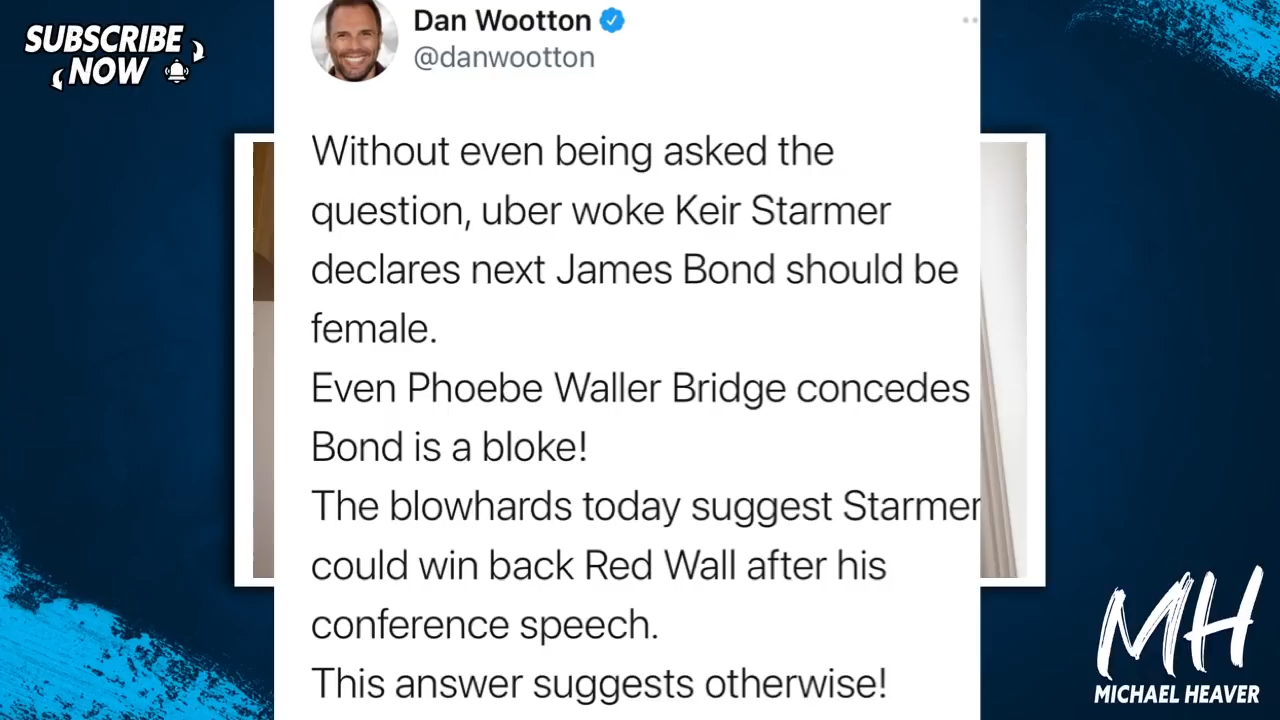 SUBSCRIBE
NOW
Dan Wootton
@danwootton
Without even being asked the
question, uber woke Keir Starmer
declares next James Bond should be
female.
Even Phoebe Waller Bridge concedes
Bond is a bloke!
The blowhards today suggest Starmer
could win back Red Wall after his
conference speech.
This answer suggests otherwise!
MH
MICHAEL HEAVER